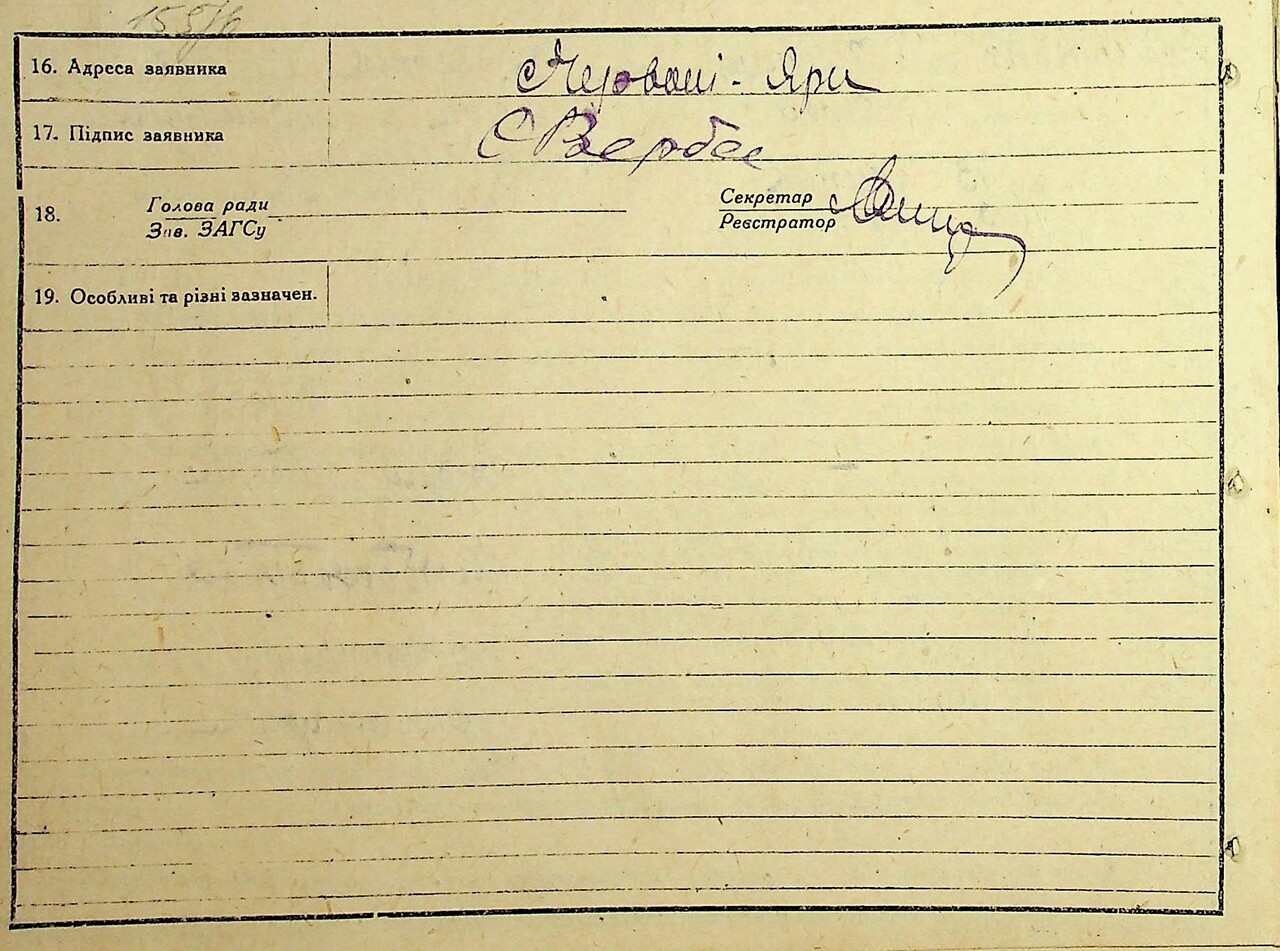 155/6
16. Адреса заявника с Червоні-Яри
17. Підпис заявника С Верба
18. Голова ради
Зав. ЗАГСу
Секретар
Реєстратор
19. Особливі та різні зазначен.